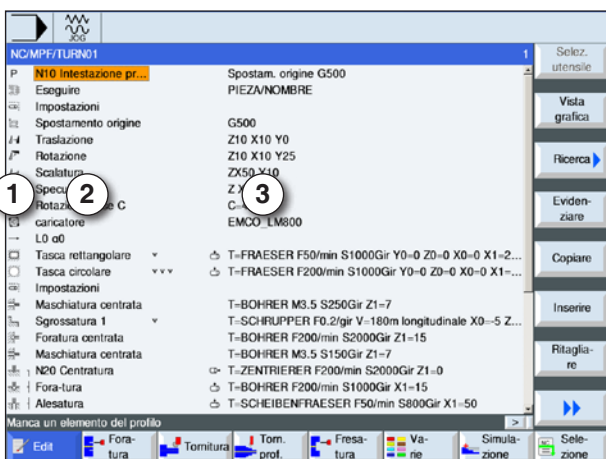 JOG
NC/MPF/TURN01 1
P N10 Intestazione pr... Spostam. origine G500
Eseguire PIEZA/NOMBRE
Impostazioni
Spostamento origine G500
Traslazione Z10 X10 Y0
Rotazione Z10 X10 Y25
Scalatura ZX50 Y10
1 2 3
caricatore EMCO_LM800
L0 α0
Tasca rettangolare v T=FRAESER F50/min S1000Gir Y0=0 Z0=0 X0=0 X1=2...
Tasca circolare vvv T=FRAESER F200/min S1000Gir Y0=0 Z0=0 X0=0 X1=...
Impostazioni
Maschiatura centrata T=BOHRER M3.5 S250Gir Z1=7
Sgrossatura 1 v T=SCHRUPPER F0.2/gir V=180m longitudinale X0=-5 Z...
Foratura centrata T=BOHRER F200/min S2000Gir Z1=15
Maschiatura centrata T=BOHRER M3.5 S150Gir Z1=7
N20 Centratura T=ZENTRIERER F200/min S2000Gir Z1=0
Fora-tura T=BOHRER F200/min S1000Gir X1=15
Alesatura T=SCHEIBENFRAESER F50/min S800Gir X1=50
Manca un elemento del profilo >
Selez.
utensile
Vista
grafica
Ricerca
Eviden-
ziare
Copiare
Inserire
Ritaglia-
re
Edit
Fora-
tura
Tornitura
Torn.
prof.
Fresa-
tura
Va-
rie
Simula-
zione
Sele-
zione